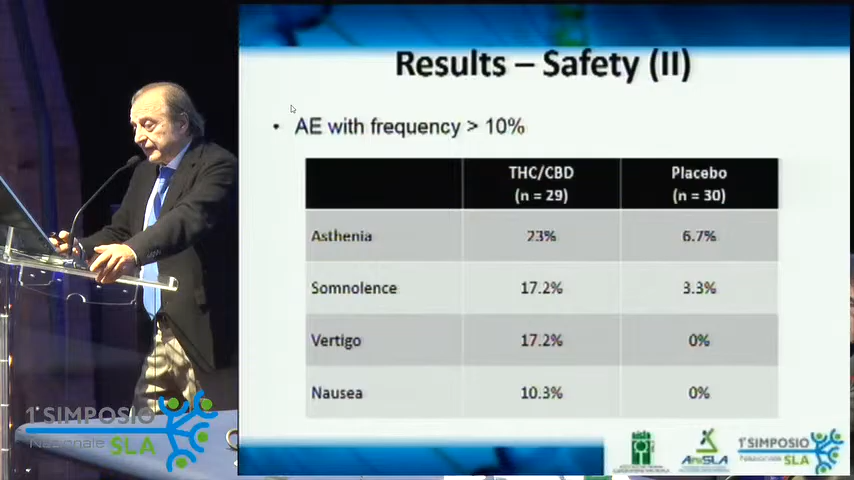 Results – Safety (II)
• AE with frequency > 10%
THC/CBD
(n = 29)
Placebo
(n = 30)
Asthenia 23% 6.7%
Somnolence 17.2% 3.3%
Vertigo 17.2% 0%
Nausea 10.3% 0%
1°SIMPOSIO
Nazionale SLA
AriSLA
1°SIMPOSIO
Nazionale SLA